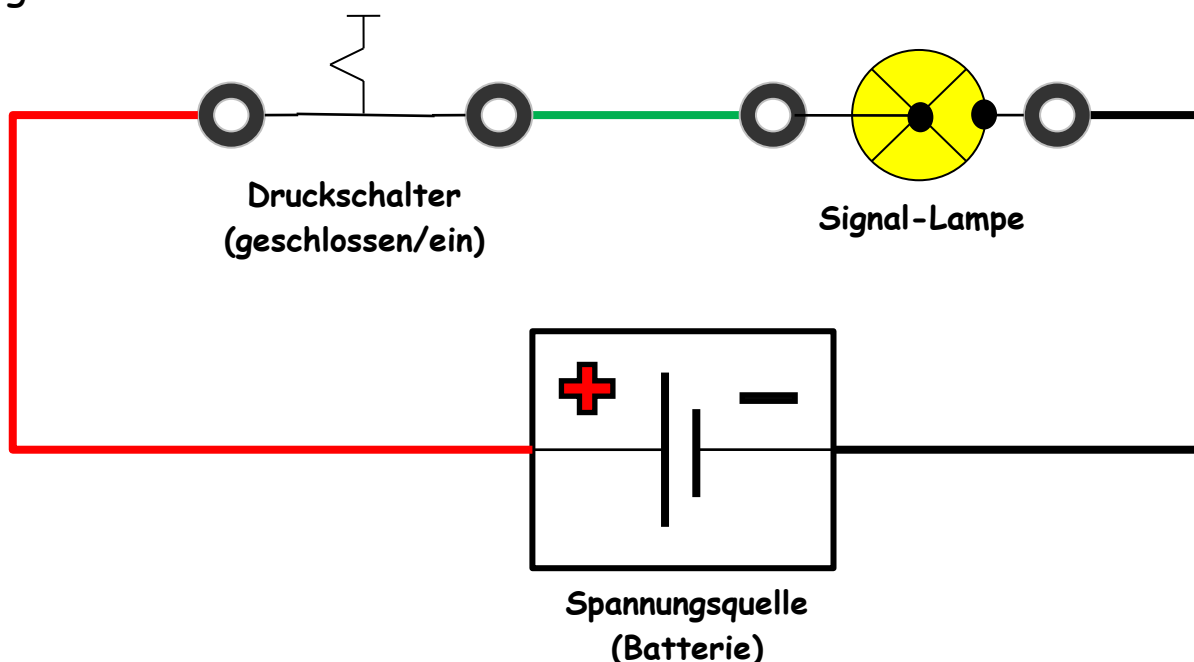 Druckschalter
(geschlossen/ein)
Signal-Lampe
Spannungsquelle
(Batterie)